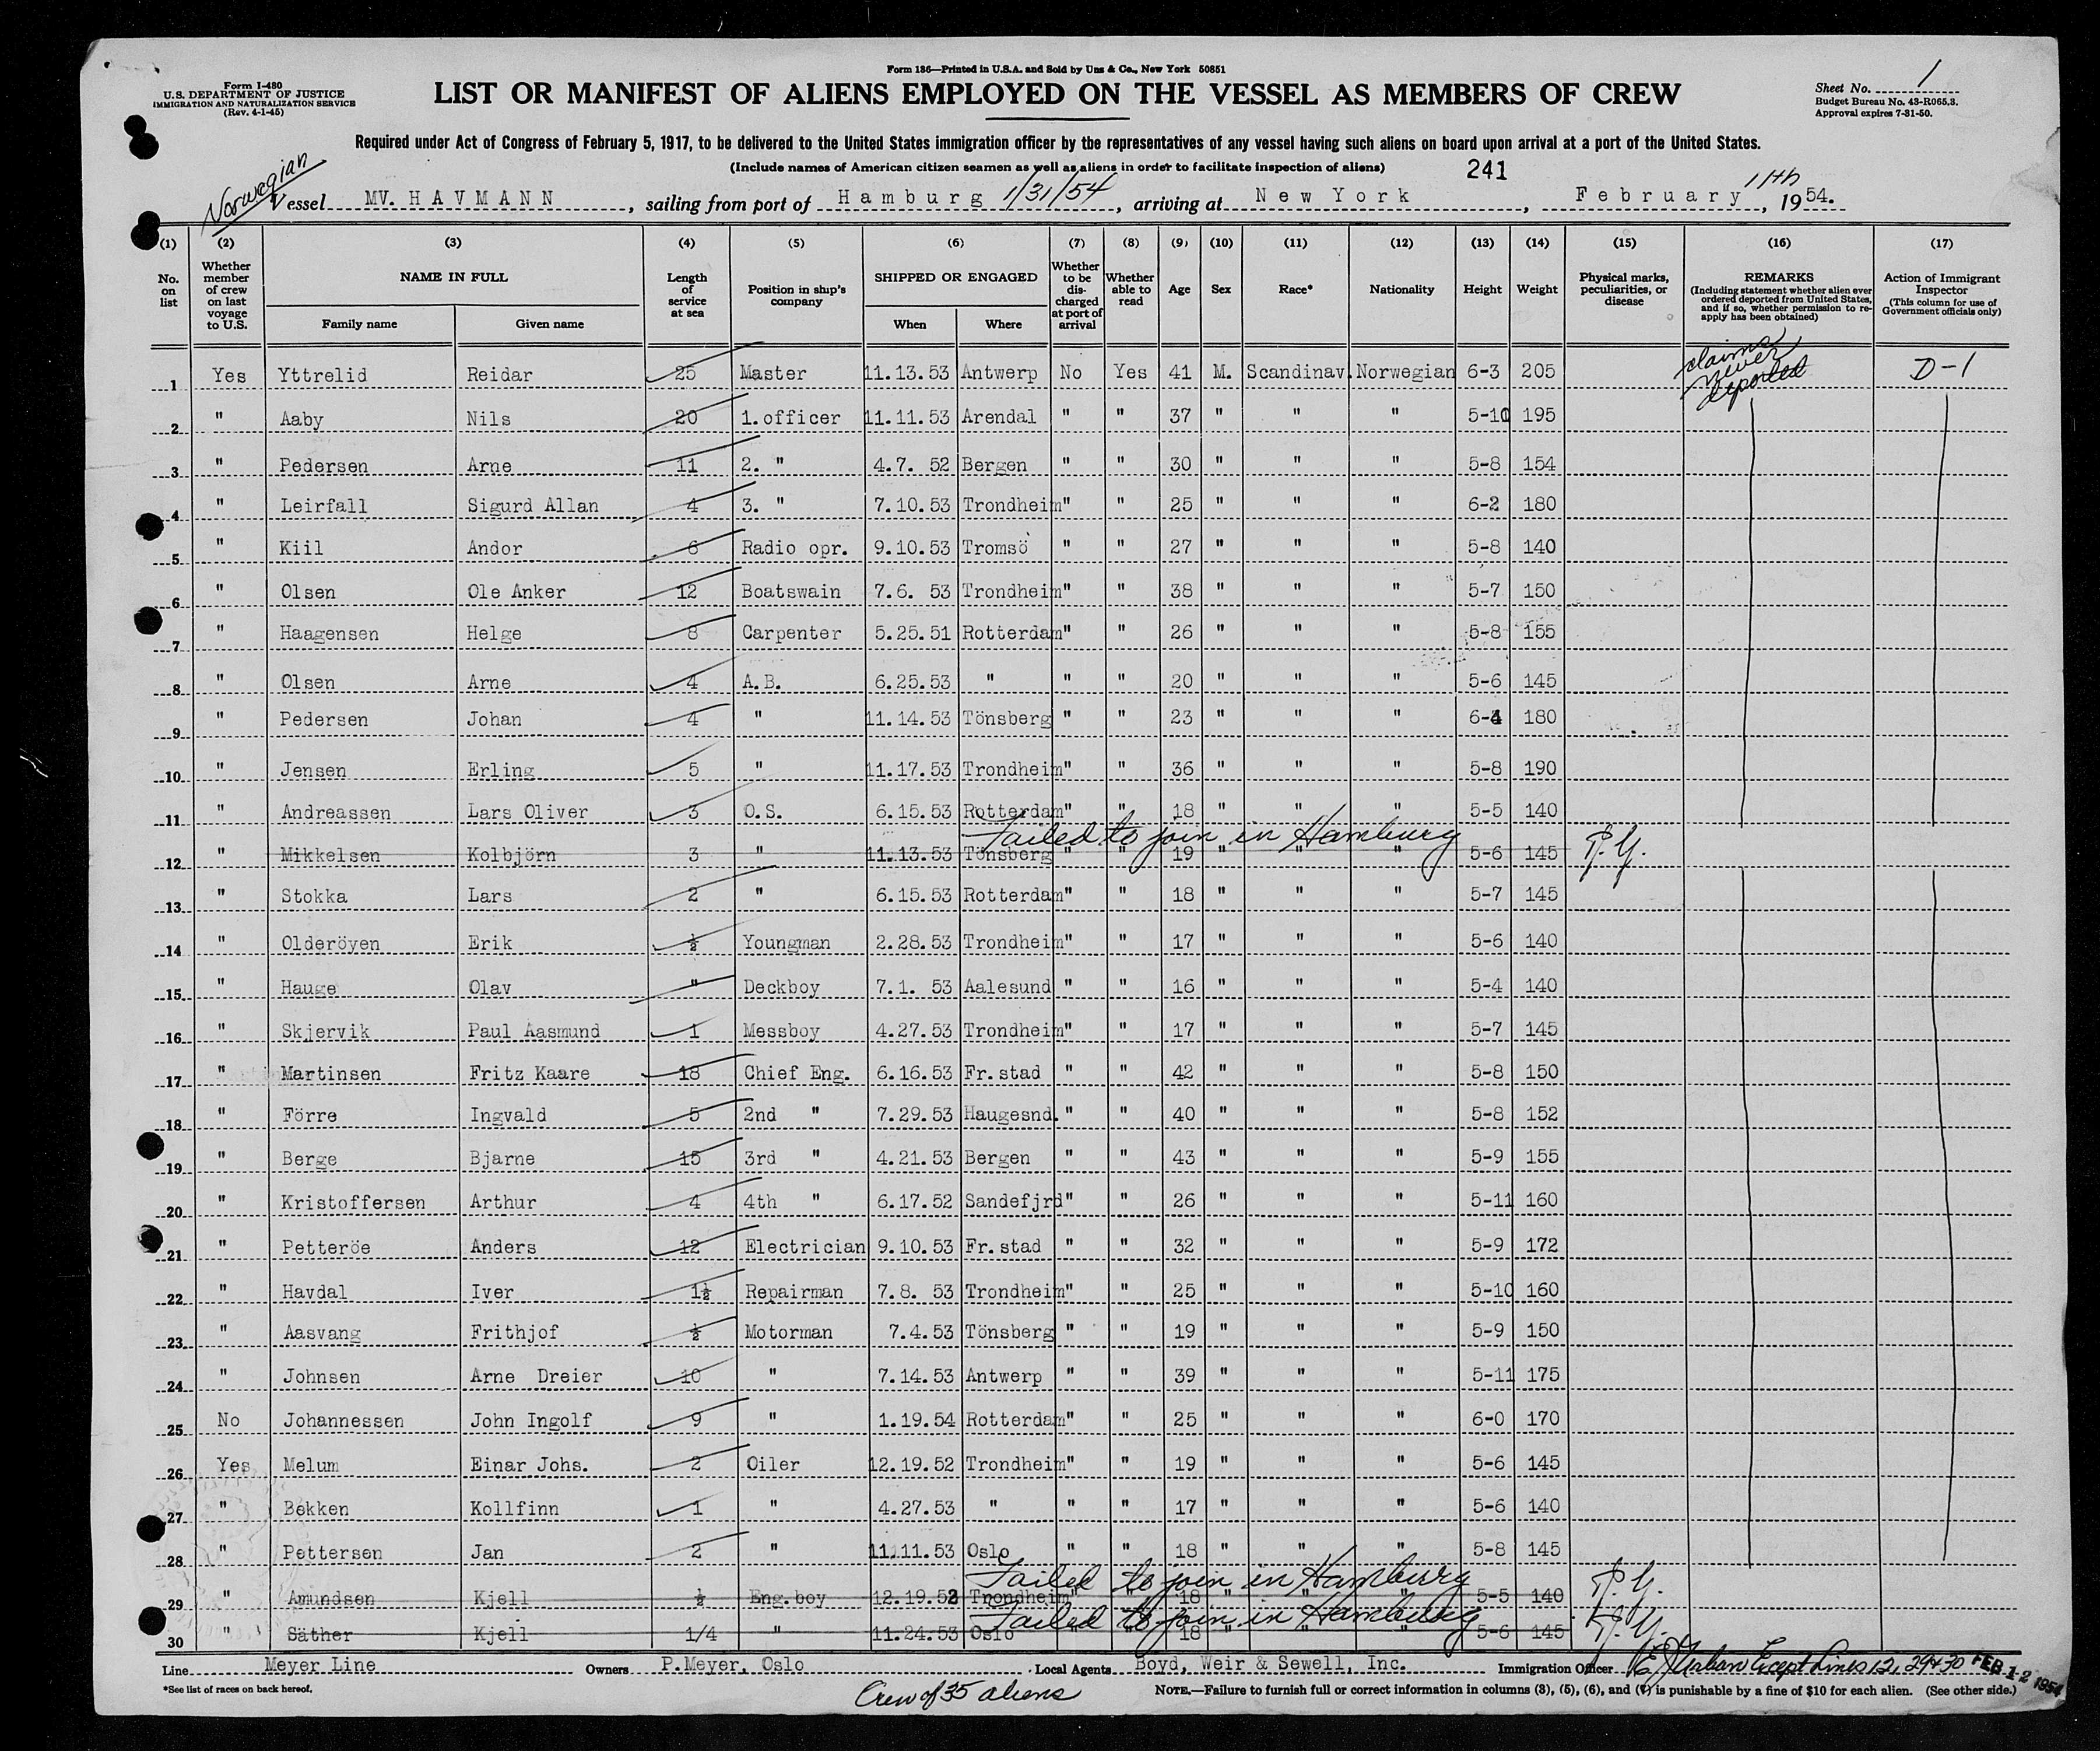 Form 136—Printed in U.S.A. and Sold by Unz & Co., New York 50851
Form I-480
U.S. DEPARTMENT OF JUSTICE
IMMIGRATION AND NATURALIZATION SERVICE
(Rev. 4-1-45)
LIST OR MANIFEST OF ALIENS EMPLOYED ON THE VESSEL AS MEMBERS OF CREW
Sheet No. 1
Budget Bureau No. 43-R065.3.
Approval expires 7-31-50.
Required under Act of Congress of February 5, 1917, to be delivered to the United States immigration officer by the representatives of any vessel having such aliens on board upon arrival at a port of the United States.
(Include names of American citizen seamen as well as aliens in order to facilitate inspection of aliens)
241
Norwegian
Vessel MV. HAVMANN, sailing from port of Hamburg 1/31/54, arriving at New York, February 11th, 1954.
(1) (2) (3) (4) (5) (6) (7) (8) (9) (10) (11) (12) (13) (14) (15) (16) (17)
No. on list
Whether member of crew on last voyage to U.S.
NAME IN FULL
Family name
Given name
Length of service at sea
Position in ship's company
SHIPPED OR ENGAGED
When
Where
Whether to be discharged at port of arrival
Whether able to read
Age
Sex
Race*
Nationality
Height
Weight
Physical marks, peculiarities, or disease
REMARKS
(Including statement whether alien ever ordered deported from United States, and if so, whether permission to reapply has been obtained)
Action of Immigrant Inspector
(This column for use of Government officials only)
1 Yes Yttrelid Reidar 25 Master 11.13.53 Antwerp No Yes 41 M. Scandinav. Norwegian 6-3 205 claims never deported D-1
2 " Aaby Nils 20 1. officer 11.11.53 Arendal " " 37 " " " 5-10 195
3 " Pedersen Arne 11 2. " 4.7. 52 Bergen " " 30 " " " 5-8 154
4 " Leirfall Sigurd Allan 4 3. " 7.10.53 Trondheim " " 25 " " " 6-2 180
5 " Kiil Andor 6 Radio opr. 9.10.53 Tromsö " " 27 " " " 5-8 140
6 " Olsen Ole Anker 12 Boatswain 7.6. 53 Trondheim " " 38 " " " 5-7 150
7 " Haagensen Helge 8 Carpenter 5.25.51 Rotterdam " " 26 " " " 5-8 155
8 " Olsen Arne 4 A.B. 6.25.53 " " " 20 " " " 5-6 145
9 " Pedersen Johan 4 " 11.14.53 Tönsberg " " 23 " " " 6-4 180
10 " Jensen Erling 5 " 11.17.53 Trondheim " " 36 " " " 5-8 190
11 " Andreassen Lars Oliver 3 O.S. 6.15.53 Rotterdam " " 18 " " " 5-5 140
Failed to join in Hamburg
12 " Mikkelsen Kolbjörn 3 " 11.13.53 Tönsberg " " 19 " " " 5-6 145
13 " Stokka Lars 2 " 6.15.53 Rotterdam " " 18 " " " 5-7 145
14 " Olderöyen Erik ½ Youngman 2.28.53 Trondheim " " 17 " " " 5-6 140
15 " Hauge Olav " Deckboy 7.1. 53 Aalesund " " 16 " " " 5-4 140
16 " Skjervik Paul Aasmund 1 Messboy 4.27.53 Trondheim " " 17 " " " 5-7 145
17 " Martinsen Fritz Kaare 18 Chief Eng. 6.16.53 Fr.stad " " 42 " " " 5-8 150
18 " Förre Ingvald 5 2nd " 7.29.53 Haugesnd. " " 40 " " " 5-8 152
19 " Berge Bjarne 15 3rd " 4.21.53 Bergen " " 43 " " " 5-9 155
20 " Kristoffersen Arthur 4 4th " 6.17.52 Sandefjrd " " 26 " " " 5-11 160
21 " Petteröe Anders 12 Electrician 9.10.53 Fr.stad " " 32 " " " 5-9 172
22 " Havdal Iver 1½ Repairman 7.8. 53 Trondheim " " 25 " " " 5-10 160
23 " Aasvang Frithjof ½ Motorman 7.4.53 Tönsberg " " 19 " " " 5-9 150
24 " Johnsen Arne Dreier 10 " 7.14.53 Antwerp " " 39 " " " 5-11 175
25 No Johannessen John Ingolf 9 " 1.19.54 Rotterdam " " 25 " " " 6-0 170
26 Yes Melum Einar Johs. 2 Oiler 12.19.52 Trondheim " " 19 " " " 5-6 145
27 " Bekken Kollfinn 1 " 4.27.53 " " " 17 " " " 5-6 140
28 " Pettersen Jan 2 " 11.11.53 Oslo " " 18 " " " 5-8 145
Failed to join in Hamburg
29 " Amundsen Kjell ½ Eng.boy 12.19.52 Trondheim " " 18 " " " 5-5 140
Failed to join in Hamburg
30 " Säther Kjell 1/4 " 11.24.53 Oslo " " 18 " " " 5-6 145
Line Meyer Line Owners P.Meyer, Oslo Local Agents Boyd, Weir & Sewell, Inc. Immigration Officer Except Lines 12, 29+30 FEB 12 1954
*See list of races on back hereof.
Crew of 35 aliens
NOTE.—Failure to furnish full or correct information in columns (3), (5), (6), and (7) is punishable by a fine of $10 for each alien. (See other side.)